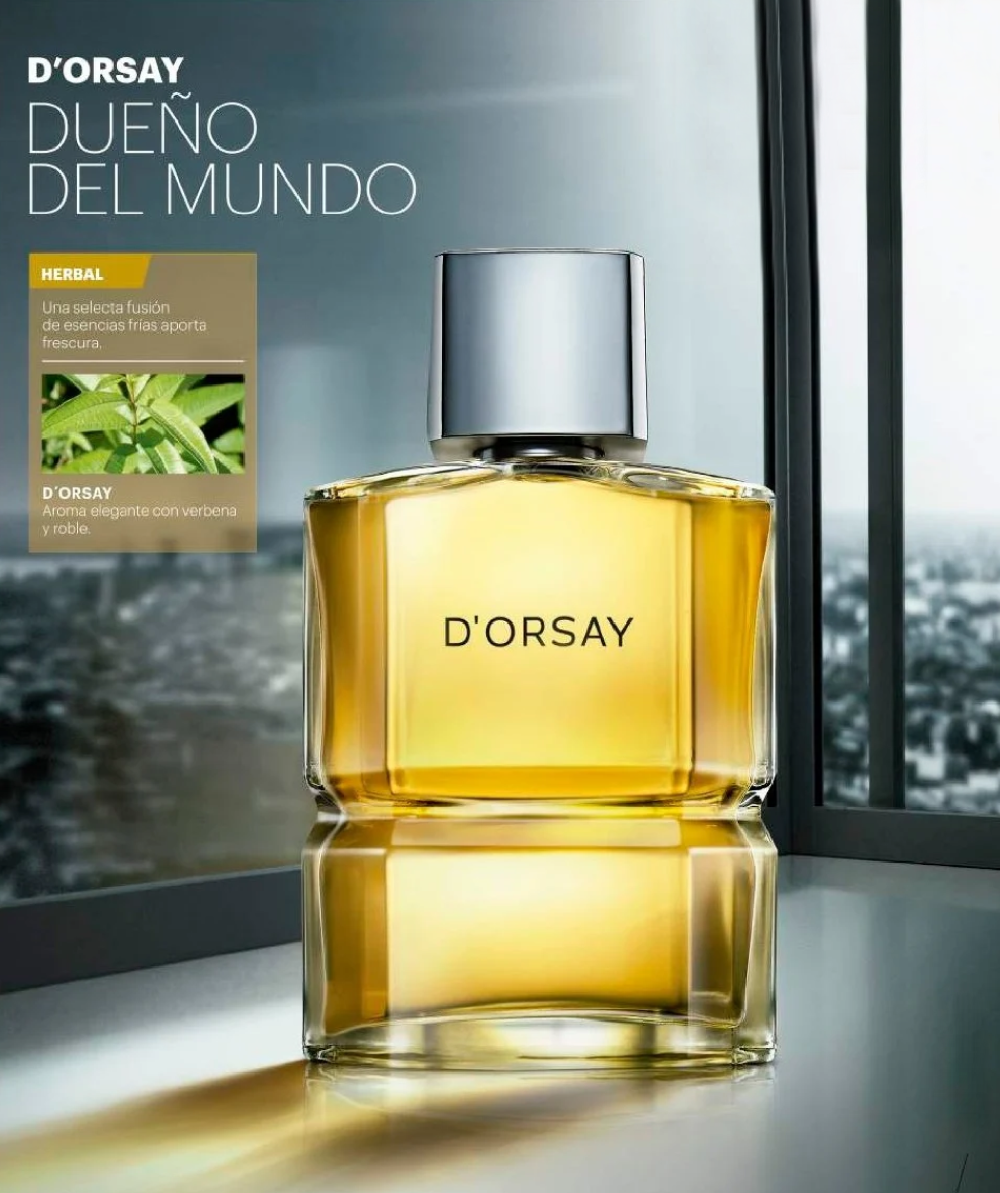 D'ORSAY
DUEÑO
DEL MUNDO
HERBAL
Una selecta fusión
de esencias frías aporta
frescura.
D´ORSAY
Aroma elegante con verbena
y roble.
D'ORSAY